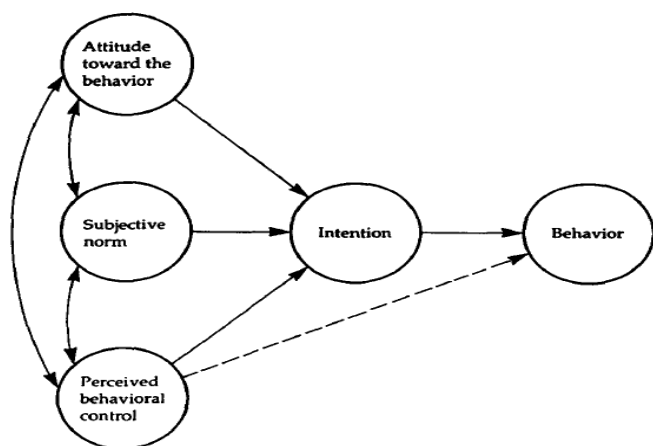 Attitude
toward the
behavior
Subjective
norm
Intention
Behavior
Perceived
behavioral
control